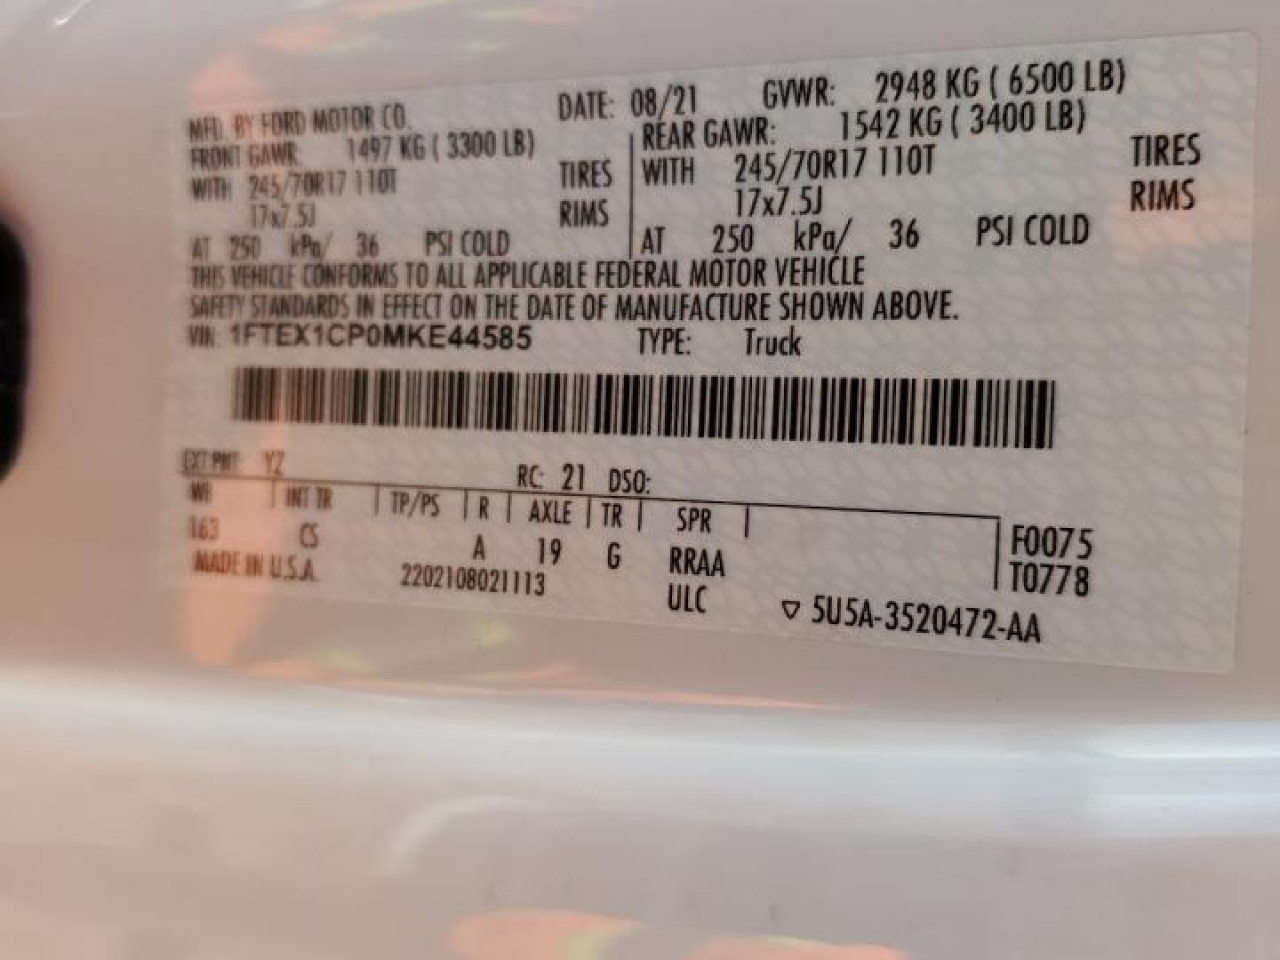 MFD. BY FORD MOTOR CO. DATE: 08/21 GVWR: 2948 KG ( 6500 LB)
FRONT GAWR: 1497 KG ( 3300 LB) REAR GAWR: 1542 KG ( 3400 LB)
WITH 245/70R17 110T TIRES WITH 245/70R17 110T TIRES
17x7.5J RIMS 17x7.5J RIMS
AT 250 kPa/ 36 PSI COLD AT 250 kPa/ 36 PSI COLD
THIS VEHICLE CONFORMS TO ALL APPLICABLE FEDERAL MOTOR VEHICLE
SAFETY STANDARDS IN EFFECT ON THE DATE OF MANUFACTURE SHOWN ABOVE.
VIN: 1FTEX1CP0MKE44585 TYPE: Truck
EXT PNT: YZ RC: 21 DSO:
WB INT TR TP/PS R AXLE TR SPR F0075
163 CS A 19 G RRAA T0778
MADE IN U.S.A. 2202108021113 ULC ▽ 5U5A-3520472-AA